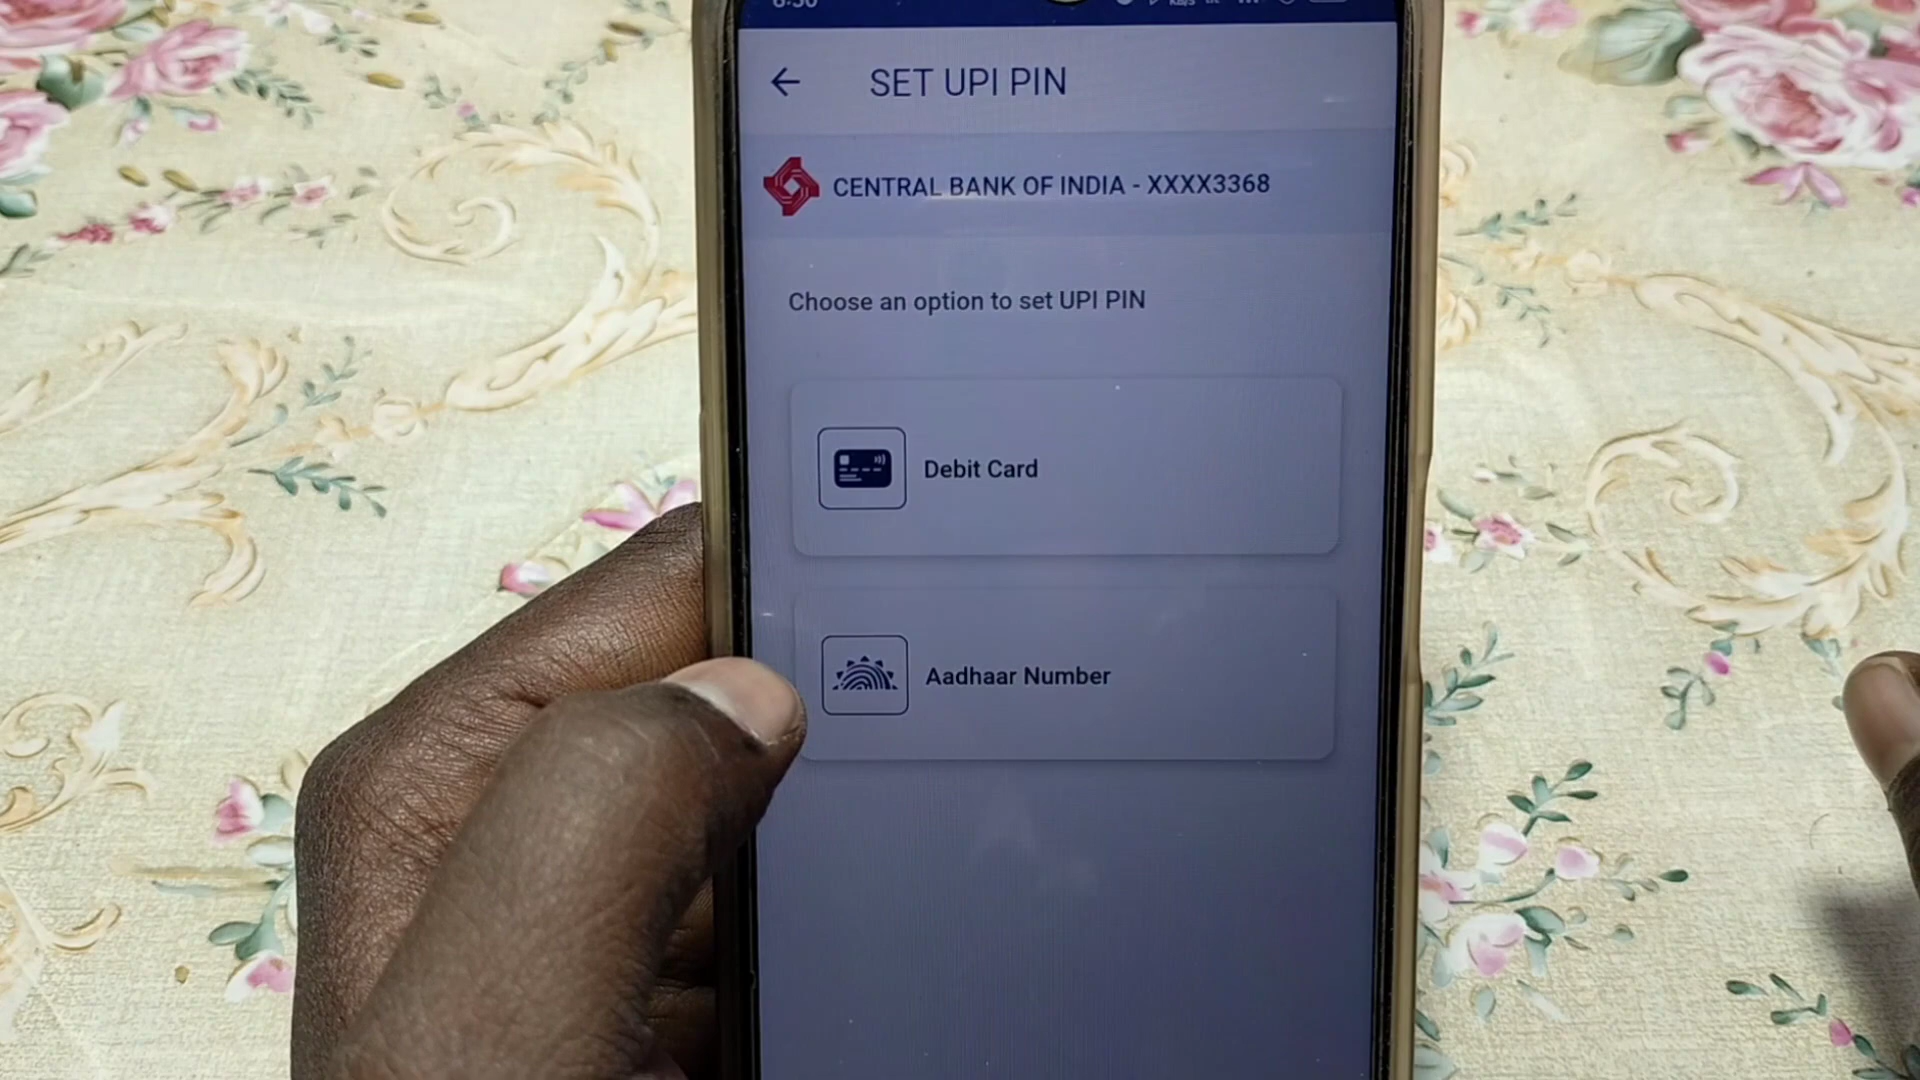 SET UPI PIN
CENTRAL BANK OF INDIA - XXXX3368
Choose an option to set UPI PIN
Debit Card
Aadhaar Number